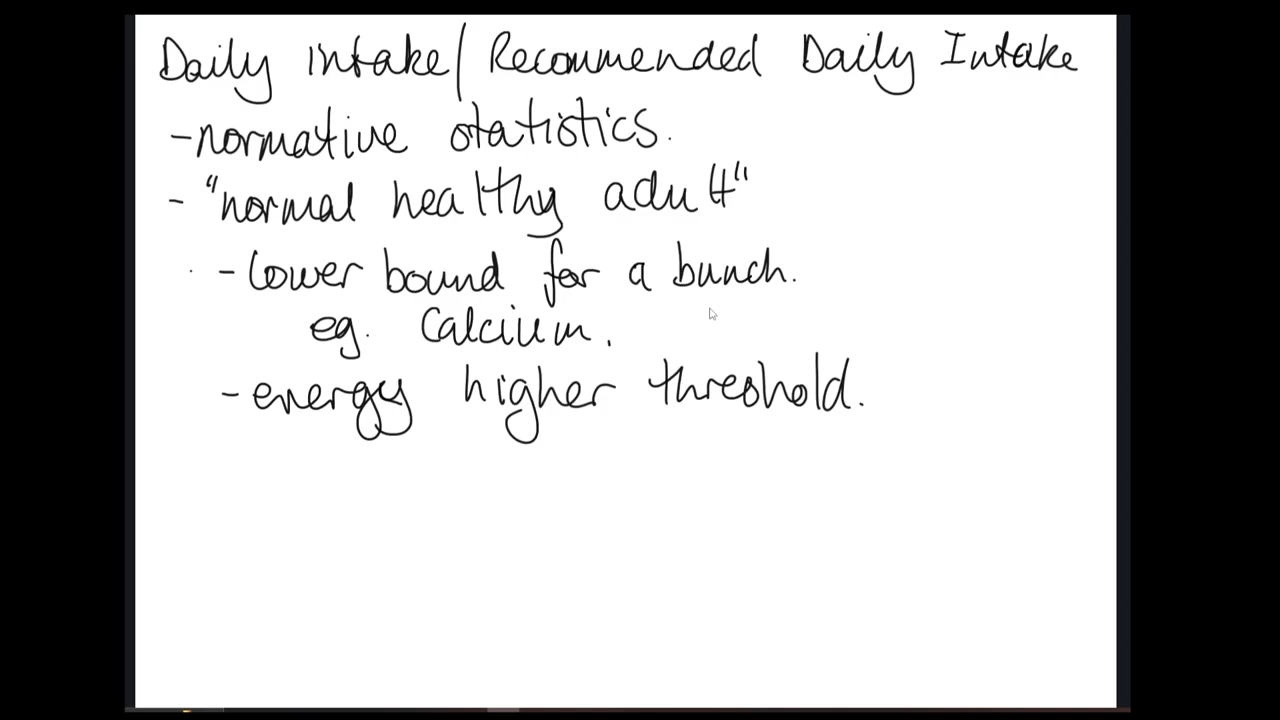 Daily intake/Recommended Daily Intake
-normative statistics.
- "normal healthy adult"
- lower bound for a bunch.
eg. Calcium.
- energy higher threshold.